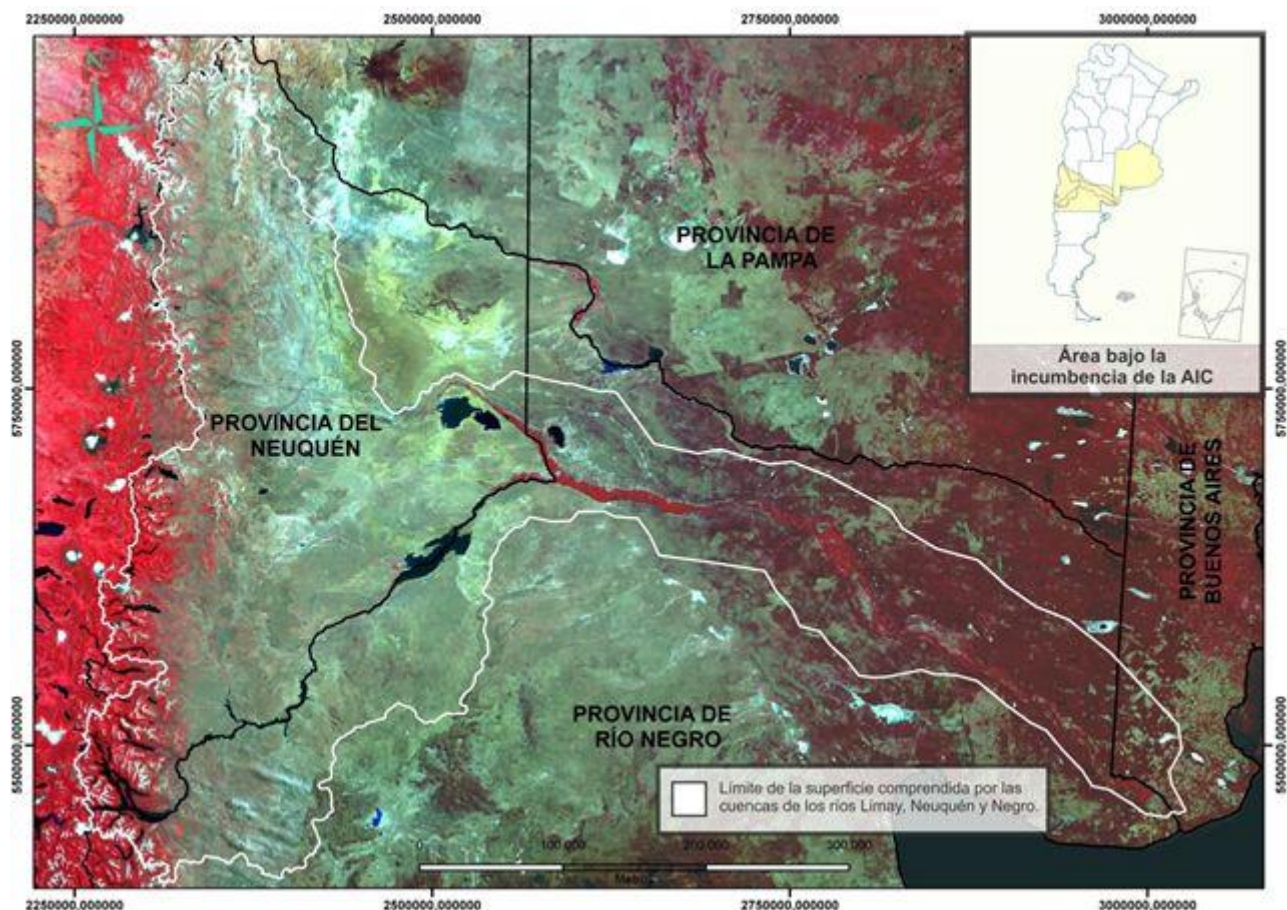 2250000,000000
2500000,000000
2750000,000000
3000000,000000
5750000,000000
5750000,000000
5500000,000000
5500000,000000
PROVINCIA DE
LA PAMPA
Área bajo la
incumbencia de la AIC
PROVINCIA DEL
NEUQUÉN
PROVINCIA DE
BUENOS AIRES
PROVINCIA DE
RÍO NEGRO
Límite de la superficie comprendida por las
cuencas de los ríos Limay, Neuquén y Negro.
0 100.000 200.000 300.000
2250000,000000
2500000,000000
2750000,000000
3000000,000000